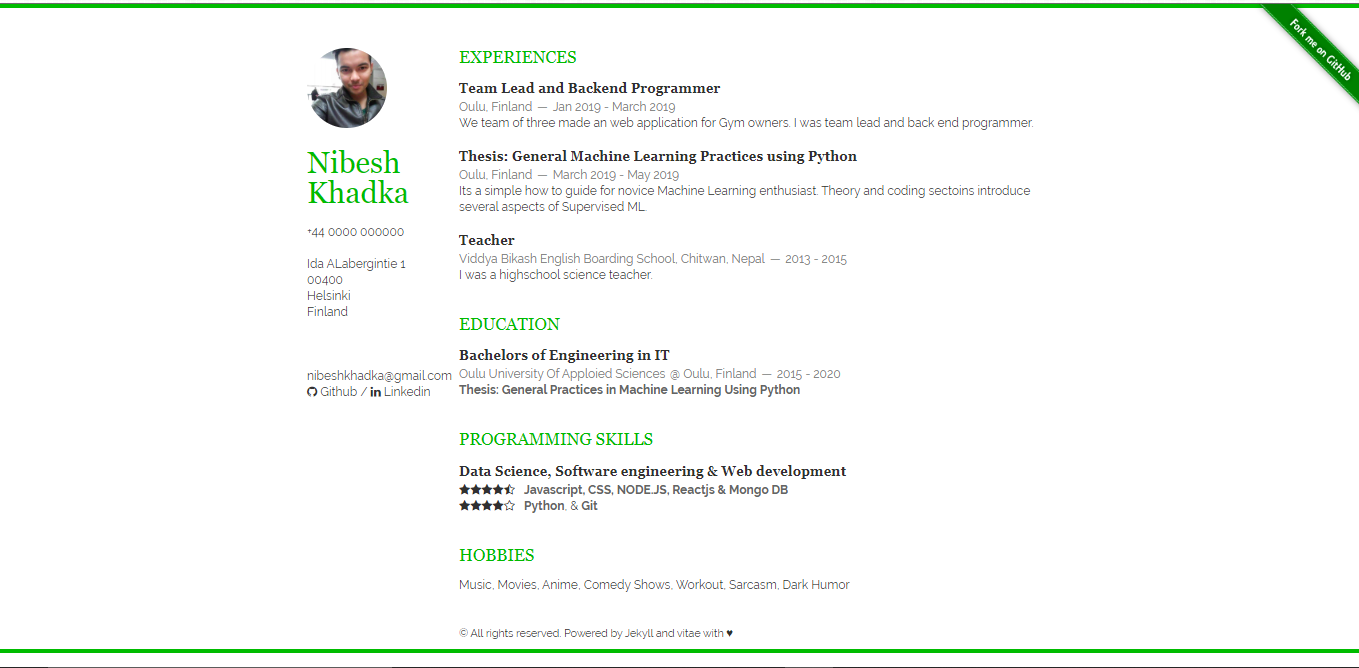 Fork me on GitHub
Nibesh
Khadka
+44 0000 000000
Ida ALabergintie 1
00400
Helsinki
Finland
nibeshkhadka@gmail.com
Github / Linkedin
EXPERIENCES
Team Lead and Backend Programmer
Oulu, Finland — Jan 2019 - March 2019
We team of three made an web application for Gym owners. I was team lead and back end programmer.
Thesis: General Machine Learning Practices using Python
Oulu, Finland — March 2019 - May 2019
Its a simple how to guide for novice Machine Learning enthusiast. Theory and coding sectoins introduce
several aspects of Supervised ML.
Teacher
Viddya Bikash English Boarding School, Chitwan, Nepal — 2013 - 2015
I was a highschool science teacher.
EDUCATION
Bachelors of Engineering in IT
Oulu University Of Apploied Sciences @ Oulu, Finland — 2015 - 2020
Thesis: General Practices in Machine Learning Using Python
PROGRAMMING SKILLS
Data Science, Software engineering & Web development
Javascript, CSS, NODE.JS, Reactjs & Mongo DB
Python, & Git
HOBBIES
Music, Movies, Anime, Comedy Shows, Workout, Sarcasm, Dark Humor
© All rights reserved. Powered by Jekyll and vitae with ♥